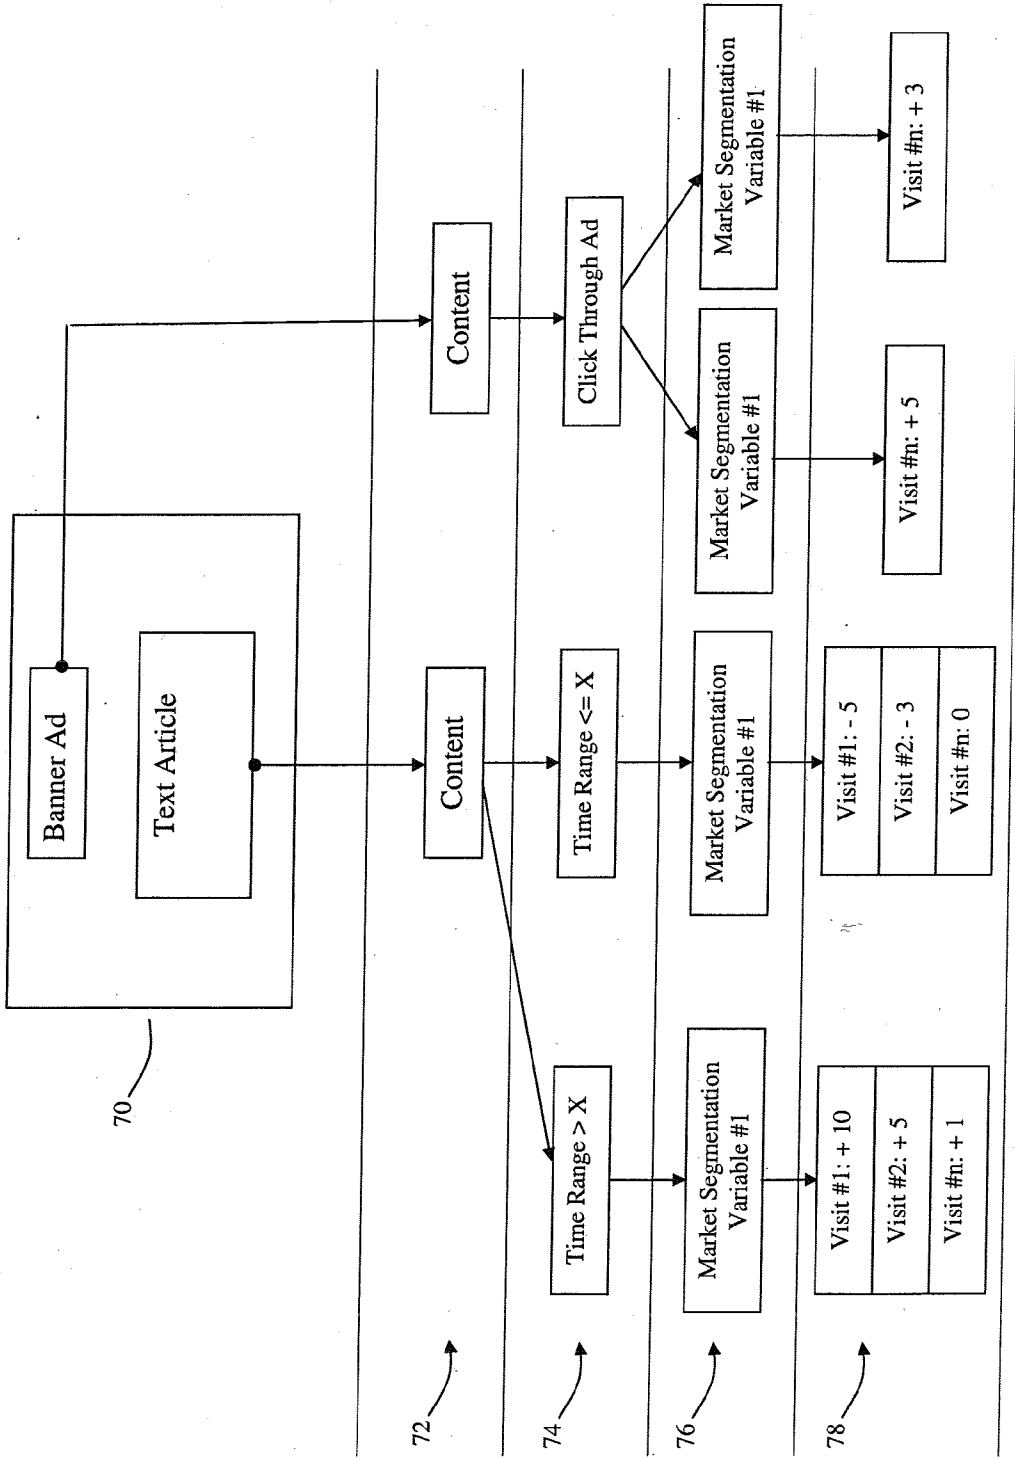 Banner Ad
Text Article
70
72
Content
Content
74
Time Range > X
Time Range <= X
Click Through Ad
76
Market Segmentation
Variable #1
Market Segmentation
Variable #1
Market Segmentation
Variable #1
Market Segmentation
Variable #1
78
Visit #1: + 10
Visit #2: + 5
Visit #n: + 1
Visit #1: - 5
Visit #2: - 3
Visit #n: 0
Visit #n: + 5
Visit #n: + 3